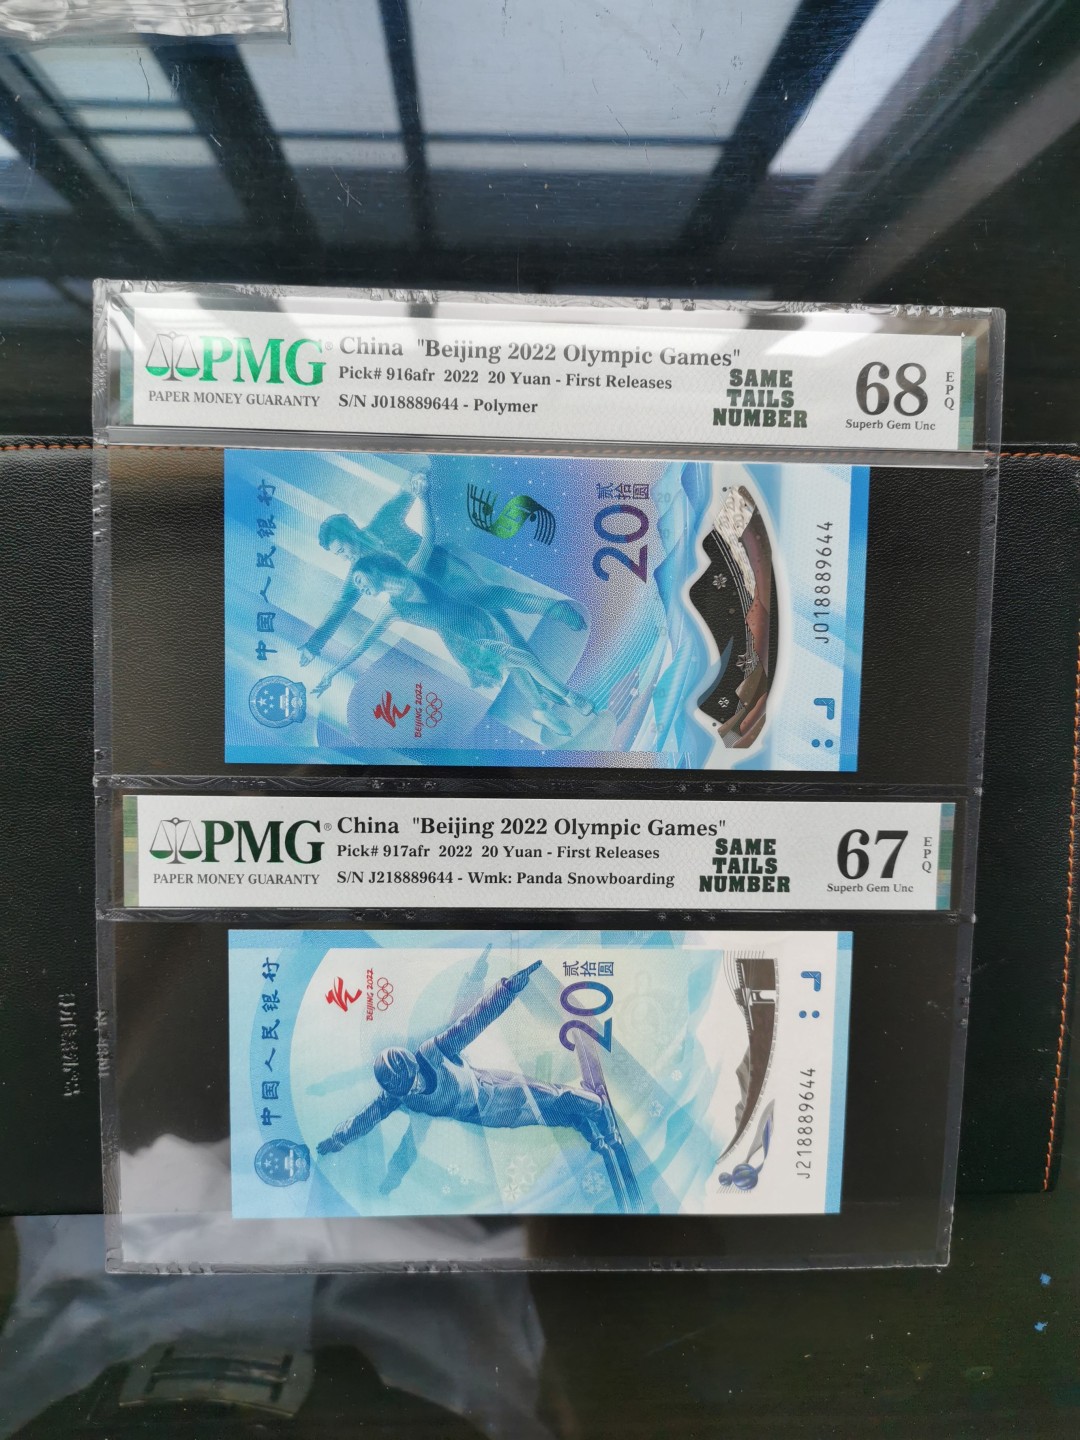 PMG®
PAPER MONEY GUARANTY
China "Beijing 2022 Olympic Games"
Pick# 916afr 2022 20 Yuan - First Releases
S/N J018889644 - Polymer
SAME
TAILS
NUMBER
68
Superb Gem Unc
EPQ
中国人民银行
贰拾圆
20
BEIJING 2022
J018889644
PMG®
PAPER MONEY GUARANTY
China "Beijing 2022 Olympic Games"
Pick# 917afr 2022 20 Yuan - First Releases
S/N J218889644 - Wmk: Panda Snowboarding
SAME
TAILS
NUMBER
67
Superb Gem Unc
EPQ
中国人民银行
BEIJING 2022
贰拾圆
20
J218889644